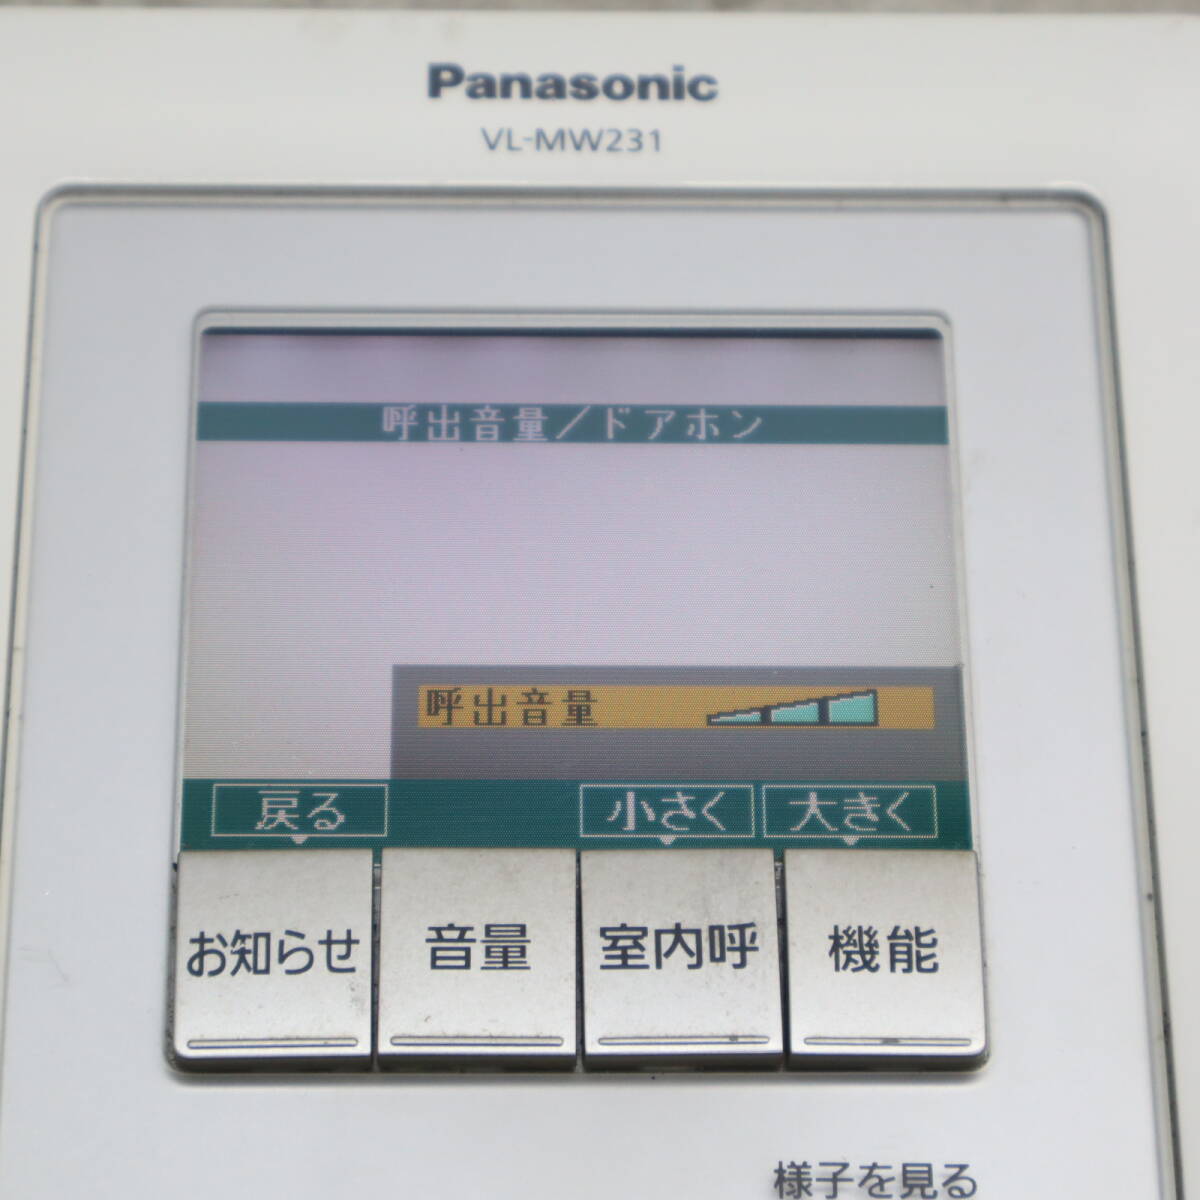 Panasonic
VL-MW231
呼出音量/ドアホン
呼出音量
戻る 小さく 大きく
お知らせ 音量 室内呼 機能
様子を見る